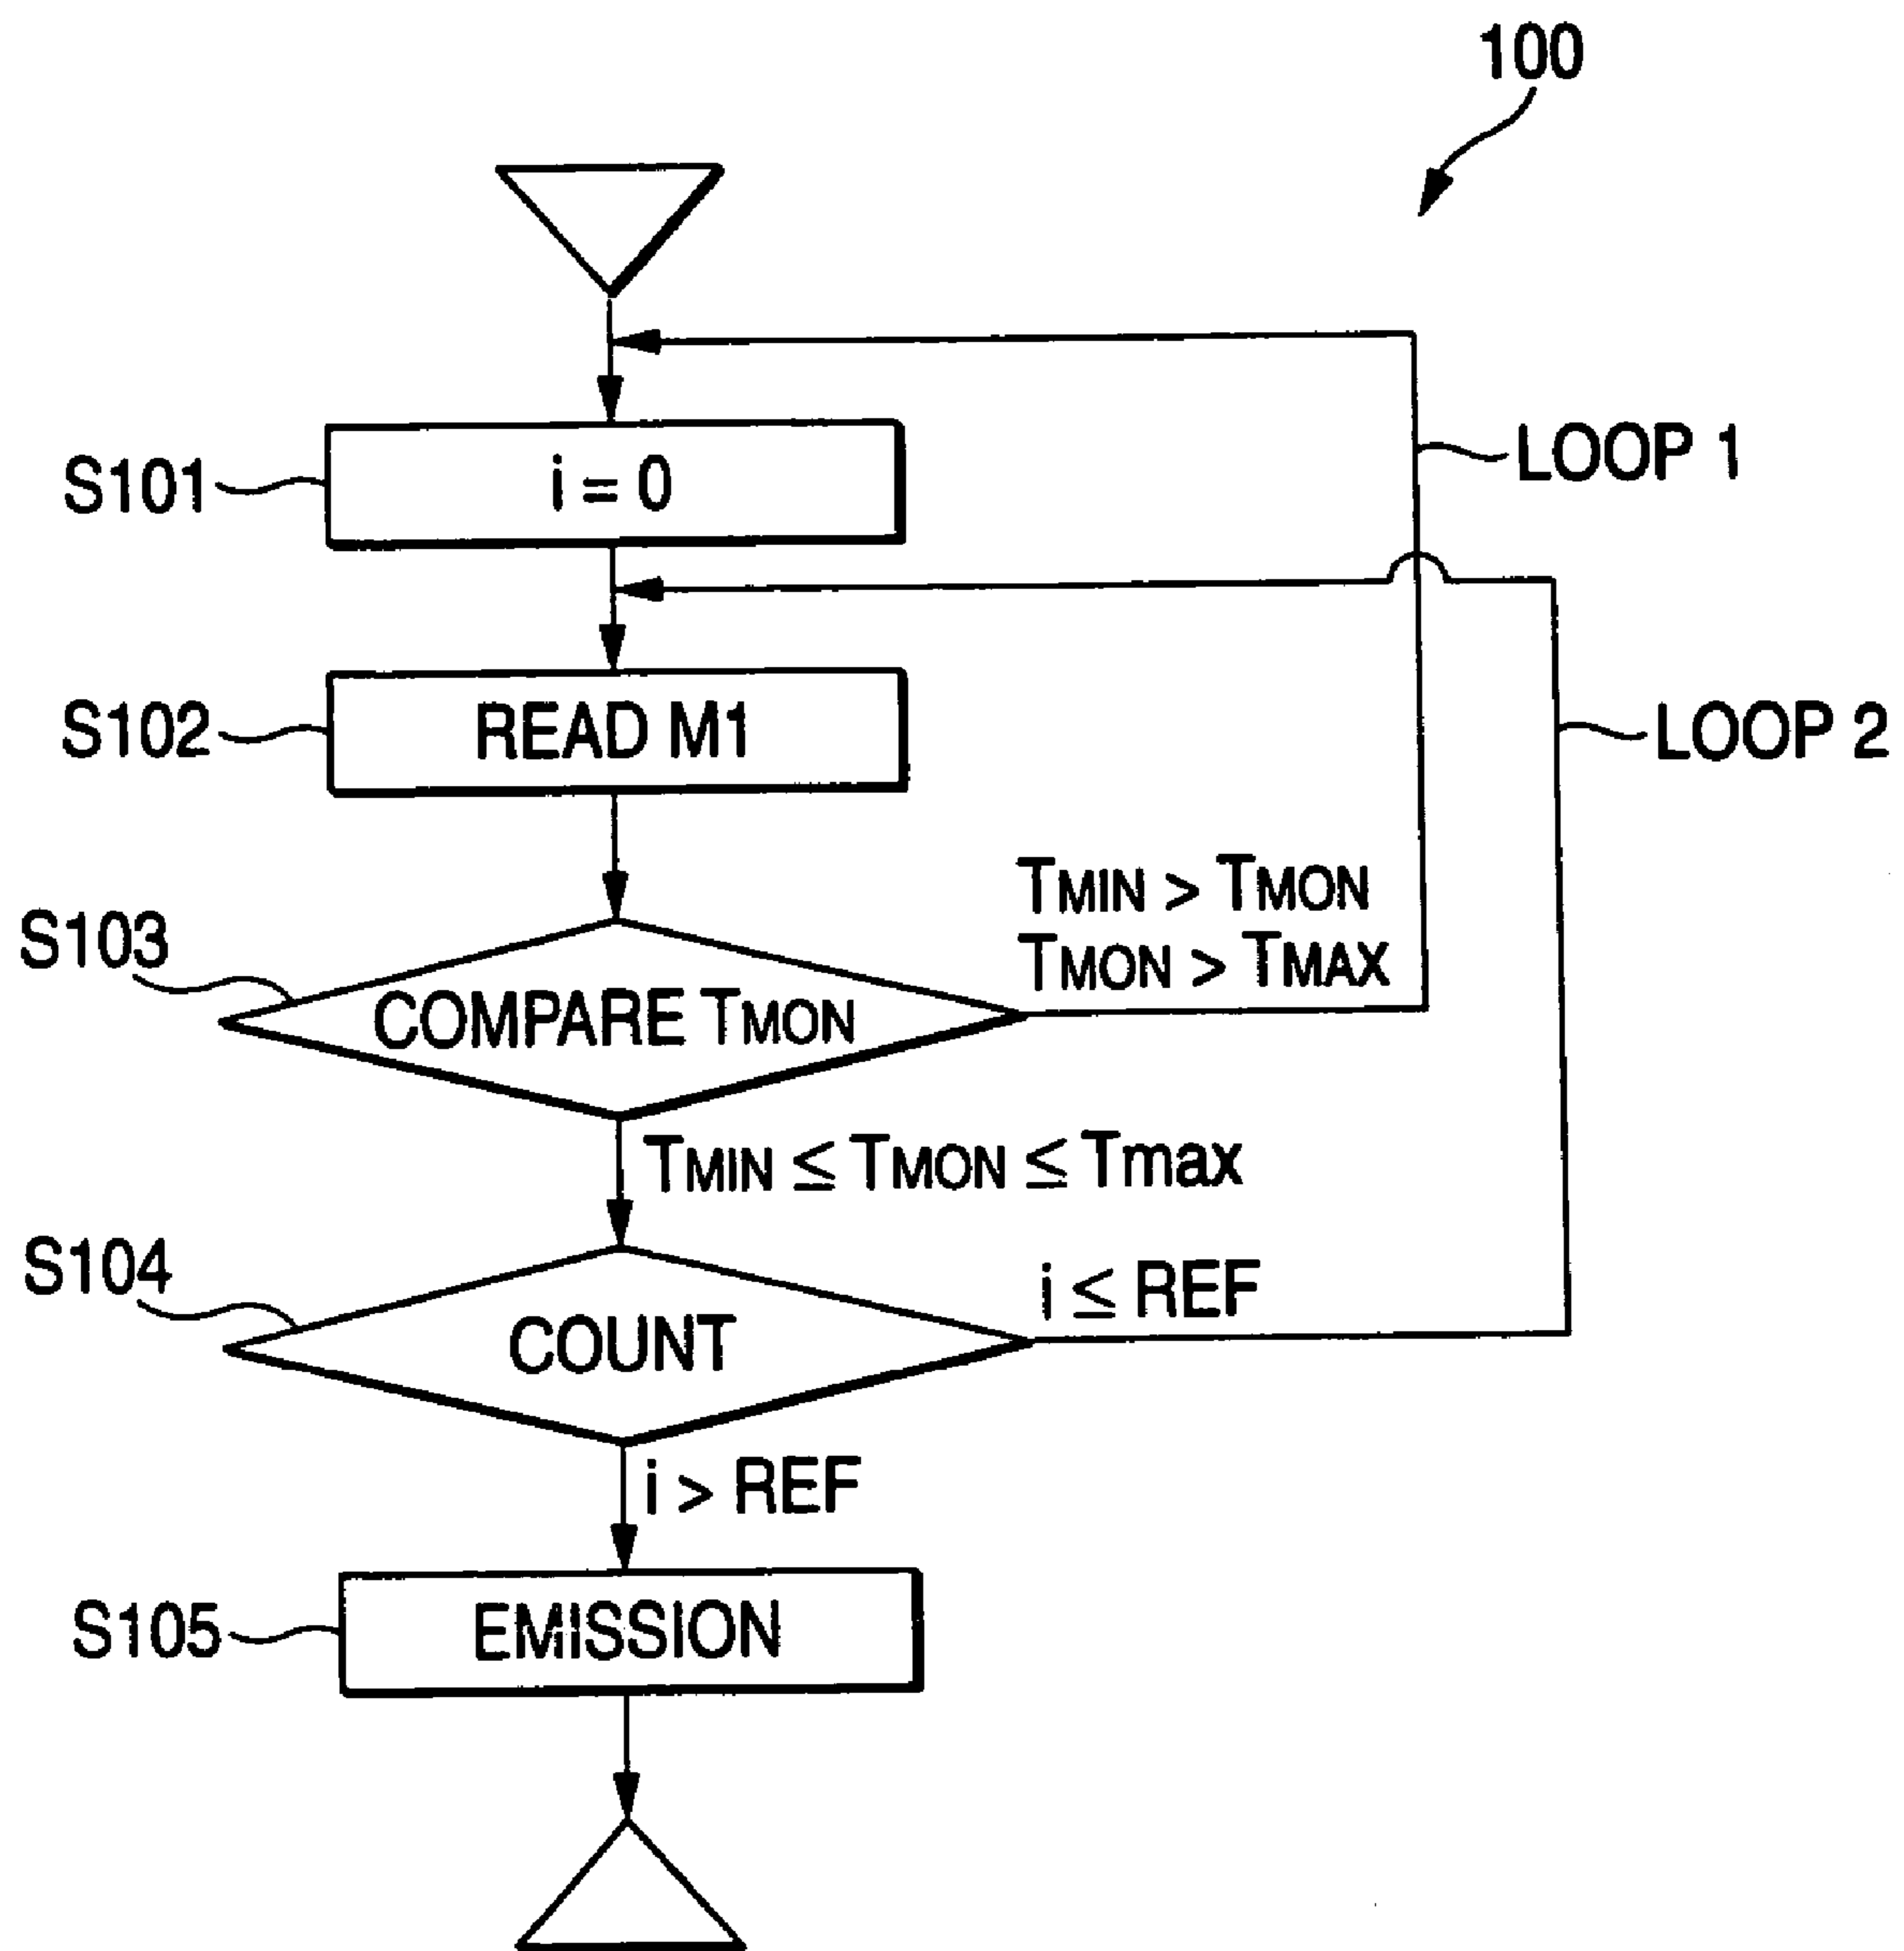 100
S101
i = 0
LOOP 1
S102
READ M1
LOOP 2
TMIN > TMON
TMON > TMAX
S103
COMPARE TMON
TMIN ≦ TMON ≦ Tmax
S104
COUNT
i ≤ REF
i > REF
S105
EMISSION